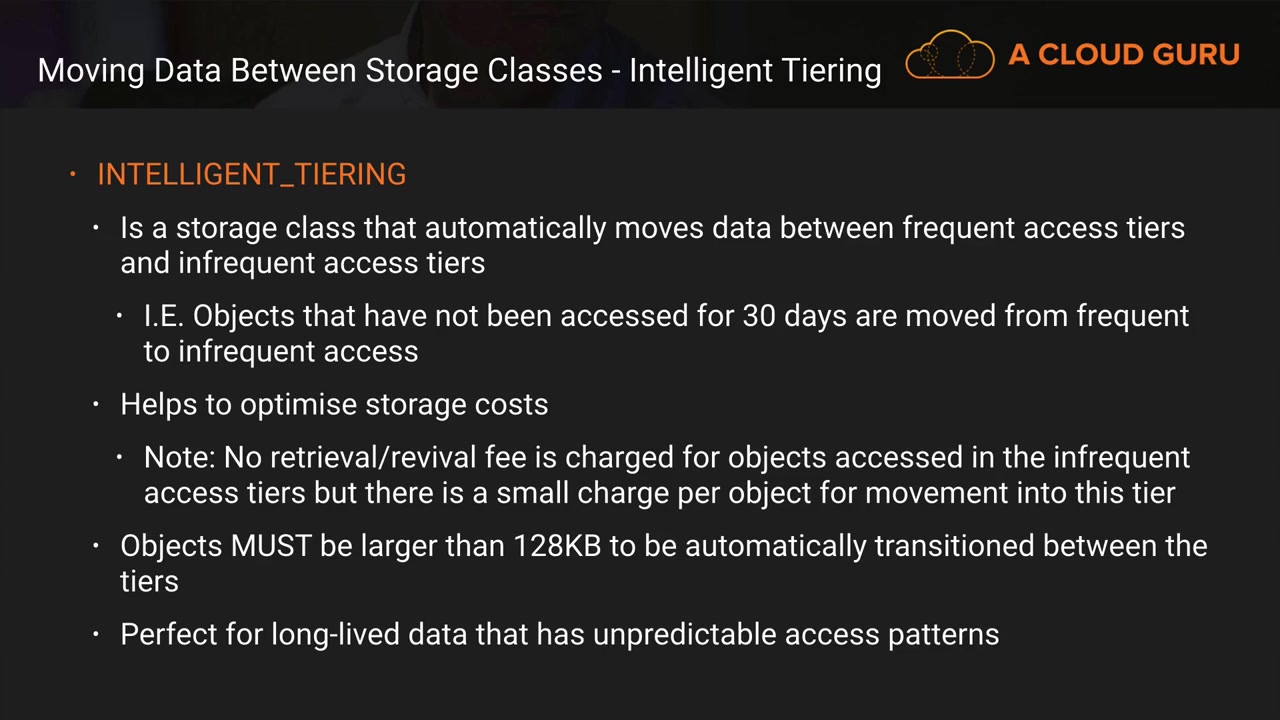 Moving Data Between Storage Classes - Intelligent Tiering
A CLOUD GURU
· INTELLIGENT_TIERING
· Is a storage class that automatically moves data between frequent access tiers
and infrequent access tiers
· I.E. Objects that have not been accessed for 30 days are moved from frequent
to infrequent access
· Helps to optimise storage costs
· Note: No retrieval/revival fee is charged for objects accessed in the infrequent
access tiers but there is a small charge per object for movement into this tier
· Objects MUST be larger than 128KB to be automatically transitioned between the
tiers
· Perfect for long-lived data that has unpredictable access patterns